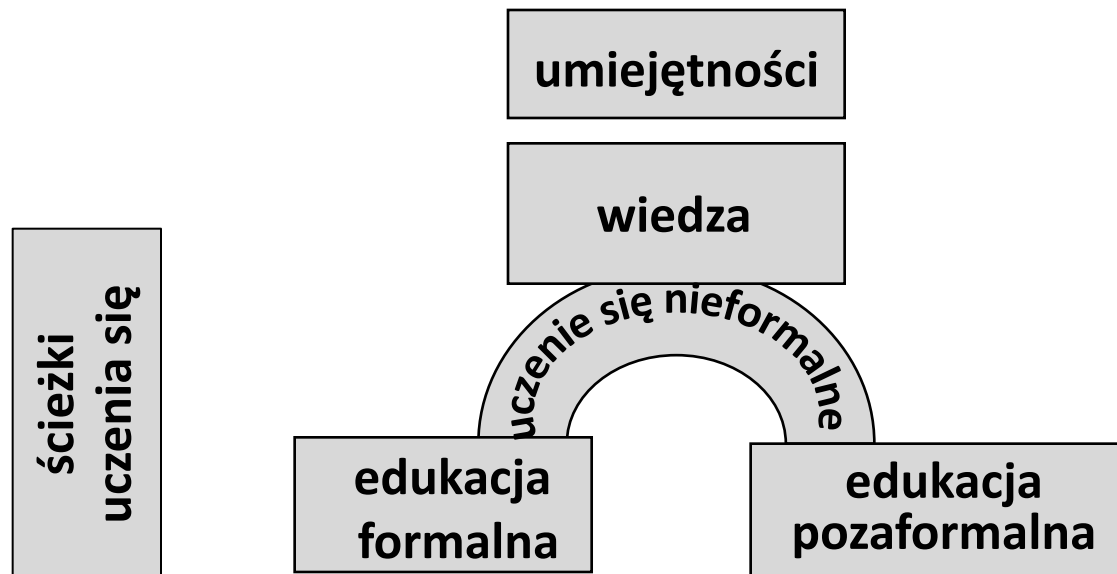 umiejętności
wiedza
uczenie się nieformalne
ścieżki
uczenia się
edukacja
formalna
edukacja
pozaformalna